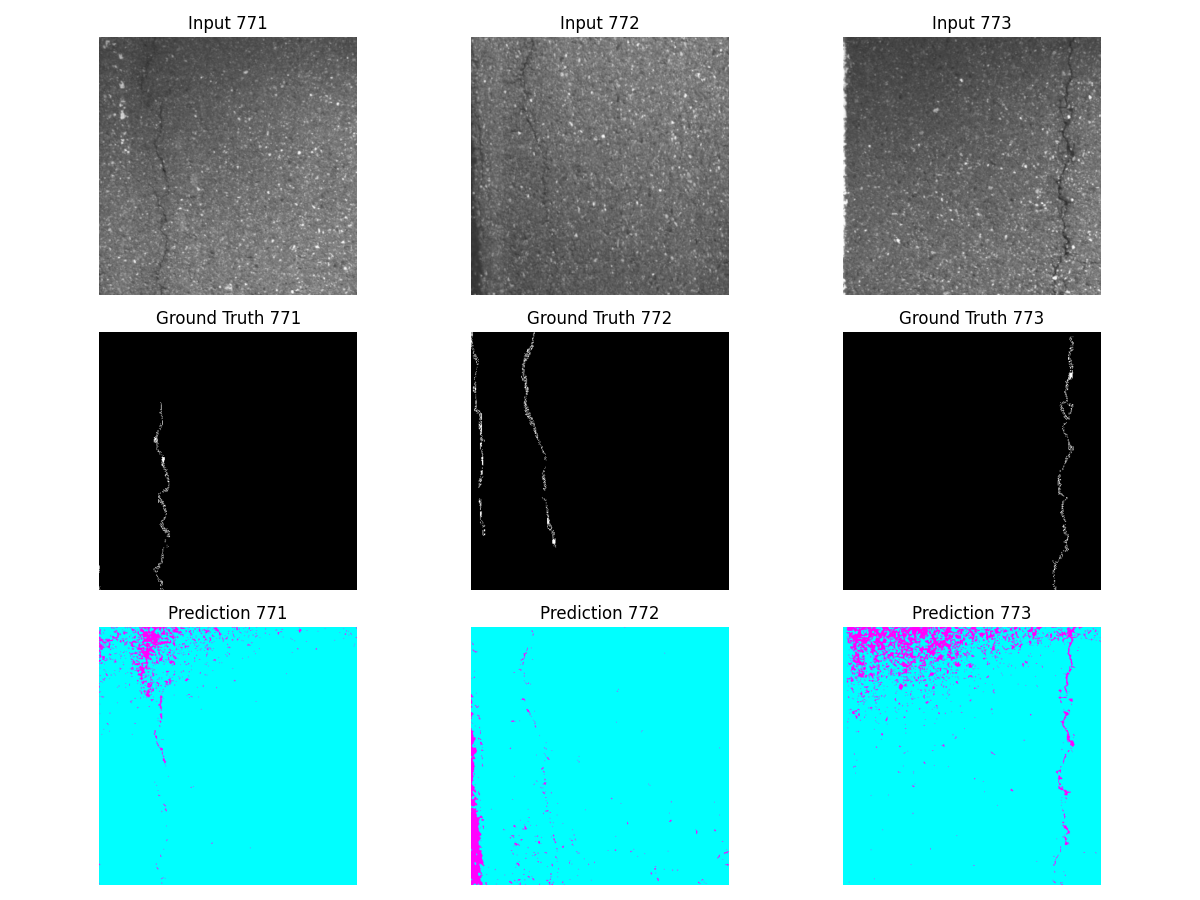 Input 771
Input 772
Input 773
Ground Truth 771
Ground Truth 772
Ground Truth 773
Prediction 771
Prediction 772
Prediction 773